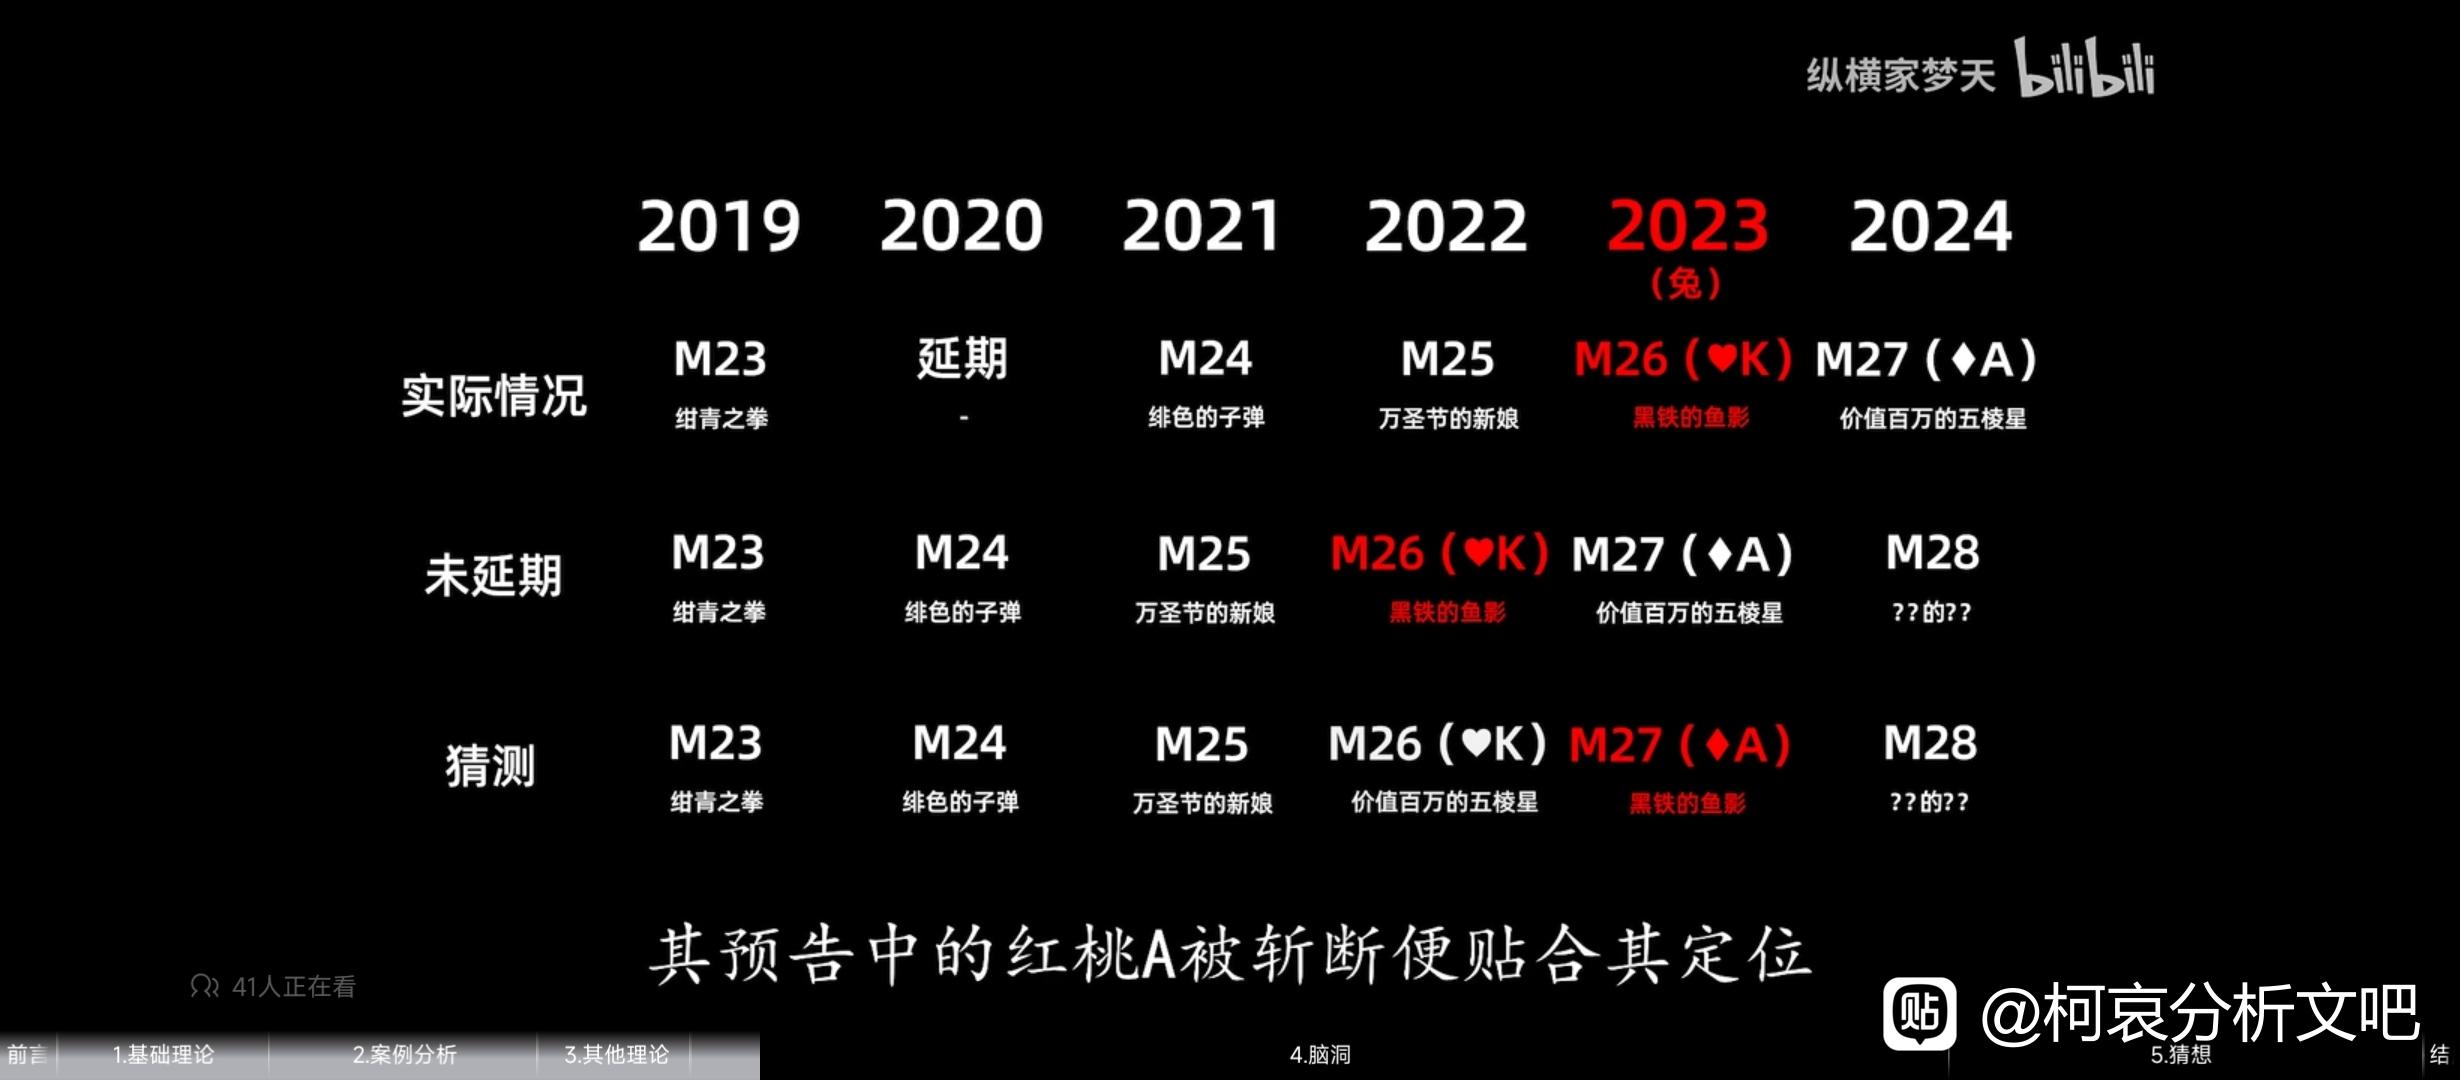 纵横家梦天 bilibili
2019 2020 2021 2022 2023 2024
(兔)
实际情况 M23 延期 M24 M25 M26 (♥K) M27 (♦A)
绀青之拳 - 绯色的子弹 万圣节的新娘 黑铁的鱼影 价值百万的五棱星
未延期 M23 M24 M25 M26 (♥K) M27 (♦A) M28
绀青之拳 绯色的子弹 万圣节的新娘 黑铁的鱼影 价值百万的五棱星 ??的??
猜测 M23 M24 M25 M26 (♥K) M27 (♦A) M28
绀青之拳 绯色的子弹 万圣节的新娘 价值百万的五棱星 黑铁的鱼影 ??的??
其预告中的红桃A被斩断便贴合其定位
41人正在看
贴 @柯哀分析文吧
前言 1.基础理论 2.案例分析 3.其他理论 4.脑洞 5.猜想 结